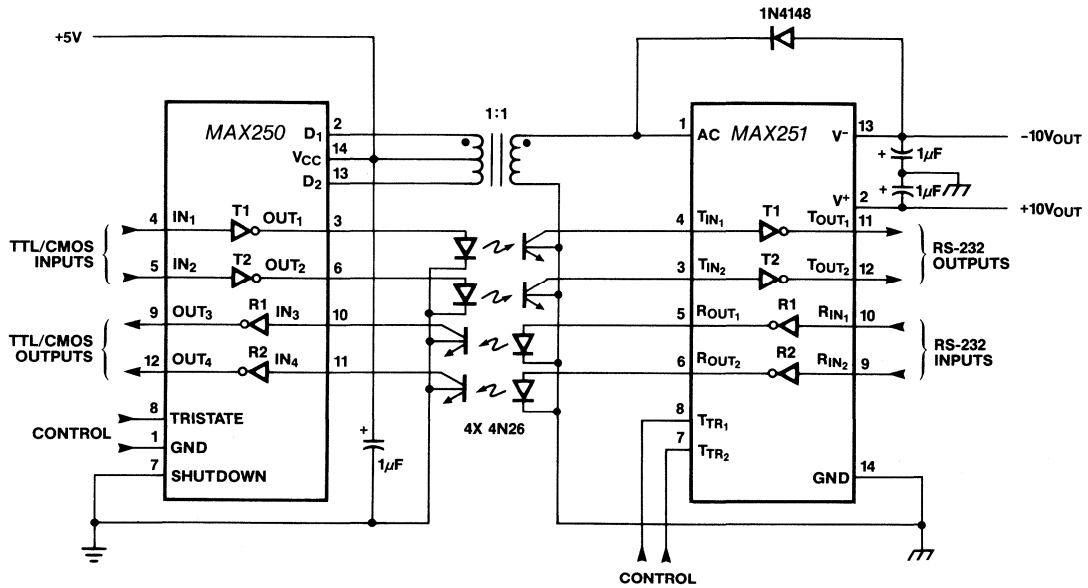 1N4148
+5V
1:1
MAX250
D1
2
VCC
14
D2
13
1
AC
MAX251
V−
13
−10VOUT
+
1µF
+
1µF
V+
2
+10VOUT
TTL/CMOS
INPUTS
4
IN1
T1
OUT1
3
4
TIN1
T1
TOUT1
11
5
IN2
T2
OUT2
6
3
TIN2
T2
TOUT2
12
RS-232
OUTPUTS
TTL/CMOS
OUTPUTS
9
OUT3
R1
IN3
10
5
ROUT1
R1
RIN1
10
12
OUT4
R2
IN4
11
6
ROUT2
R2
RIN2
9
RS-232
INPUTS
4X 4N26
CONTROL
8
TRISTATE
1
GND
7
SHUTDOWN
+
1µF
8
TTR1
7
TTR2
GND
14
CONTROL